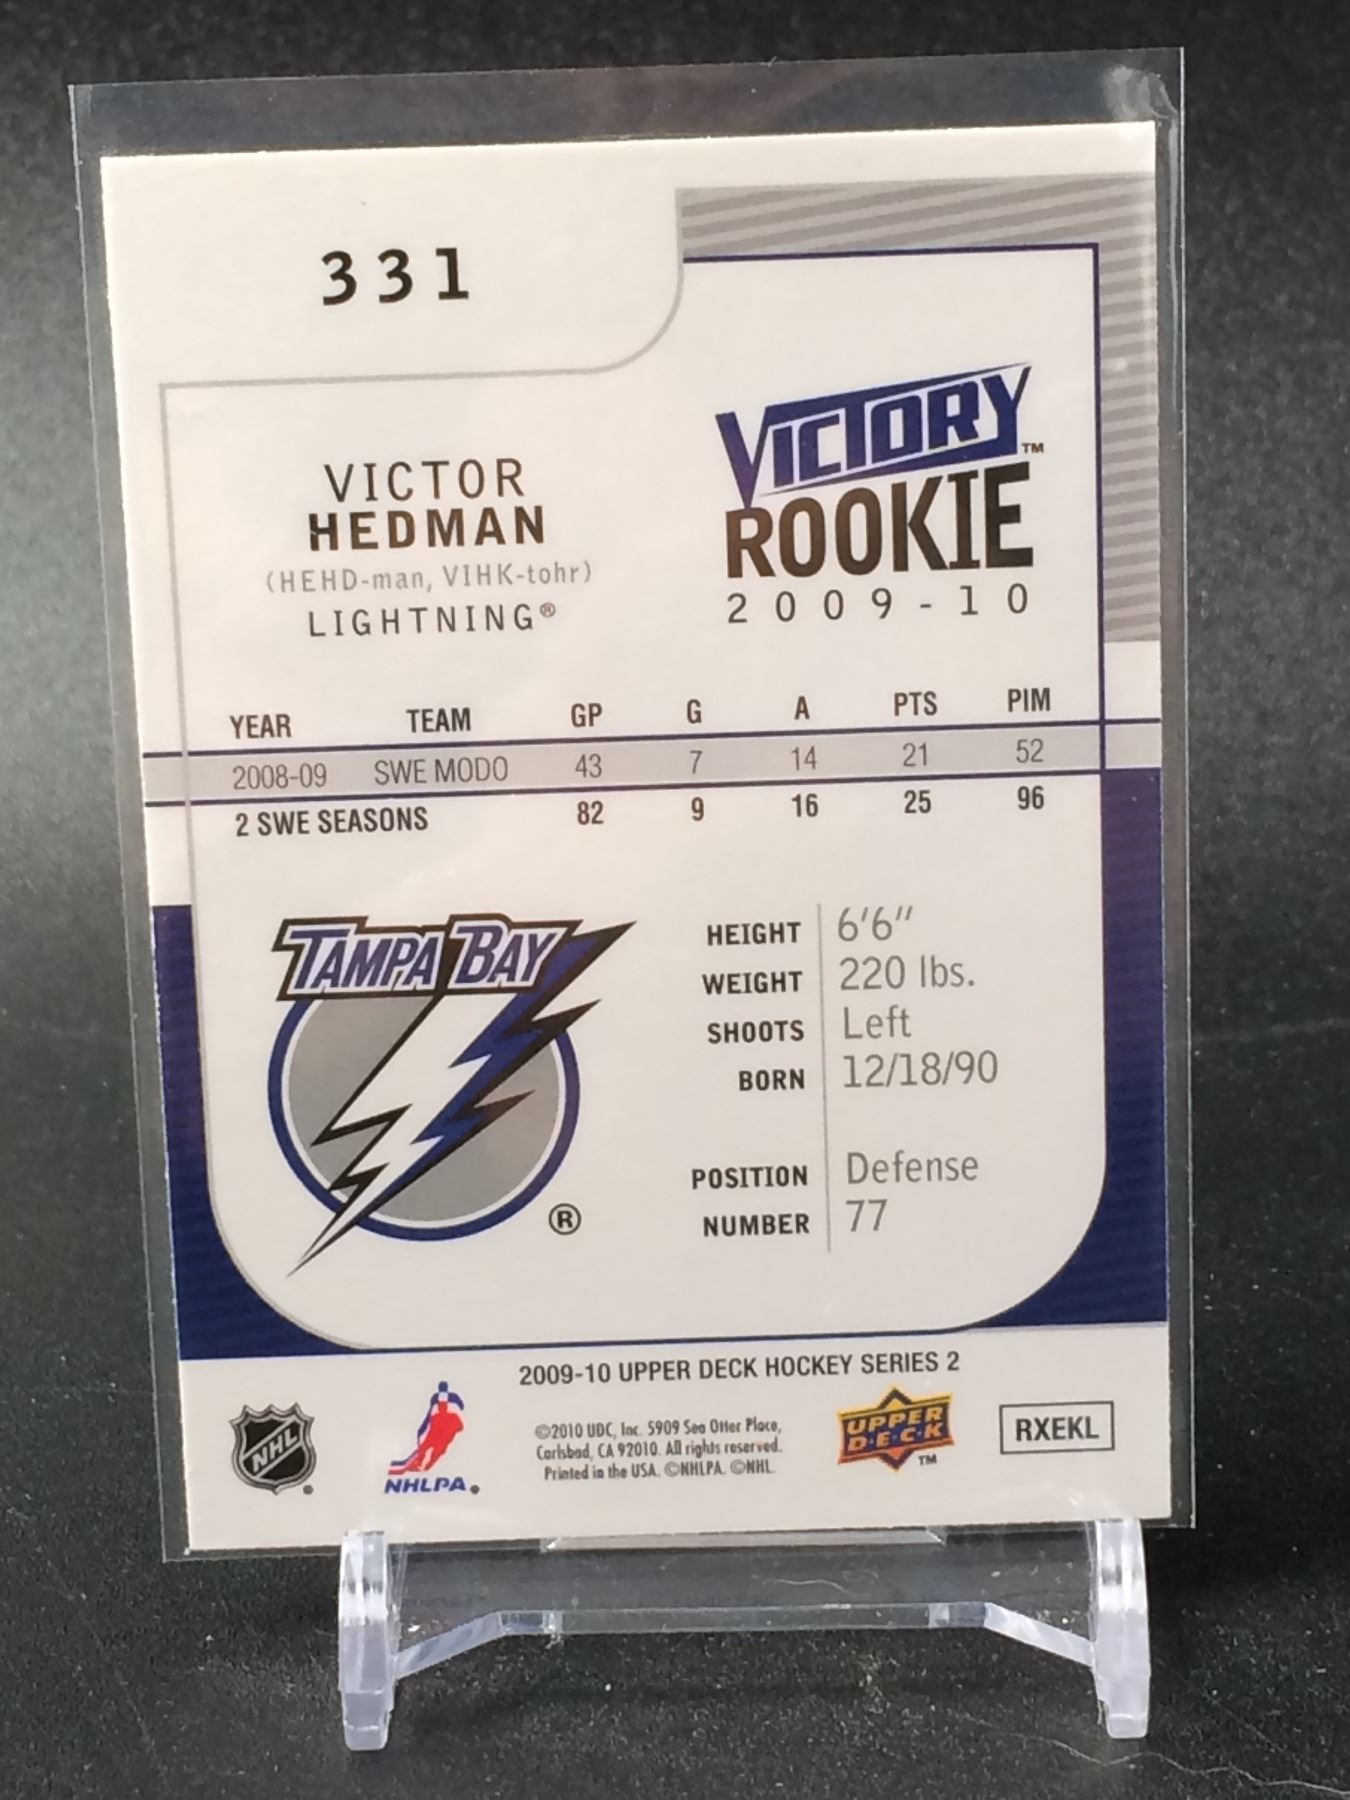 331
VICTORY™
ROOKIE
2009-10
VICTOR
HEDMAN
(HEHD-man, VIHK-tohr)
LIGHTNING®
YEAR TEAM GP G A PTS PIM
2008-09 SWE MODO 43 7 14 21 52
2 SWE SEASONS 82 9 16 25 96
TAMPA BAY
®
HEIGHT 6'6"
WEIGHT 220 lbs.
SHOOTS Left
BORN 12/18/90
POSITION Defense
NUMBER 77
2009-10 UPPER DECK HOCKEY SERIES 2
NHL®
NHLPA®
©2010 UDC, Inc. 5909 Sea Otter Place,
Carlsbad, CA 92010. All rights reserved.
Printed in the USA. ©NHLPA. ©NHL.
UPPER
D·E·C·K
™
RXEKL